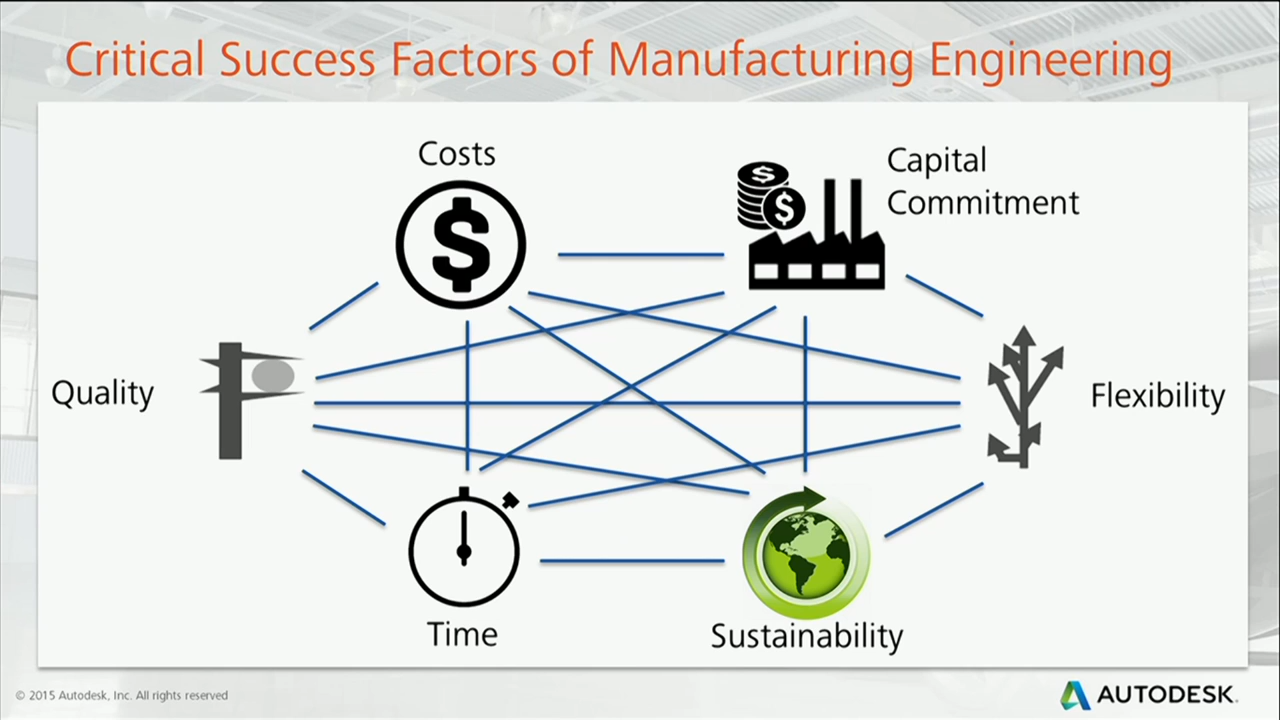 Critical Success Factors of Manufacturing Engineering
Costs
Capital
Commitment
Quality
Flexibility
Time
Sustainability
© 2015 Autodesk, Inc. All rights reserved
AUTODESK.